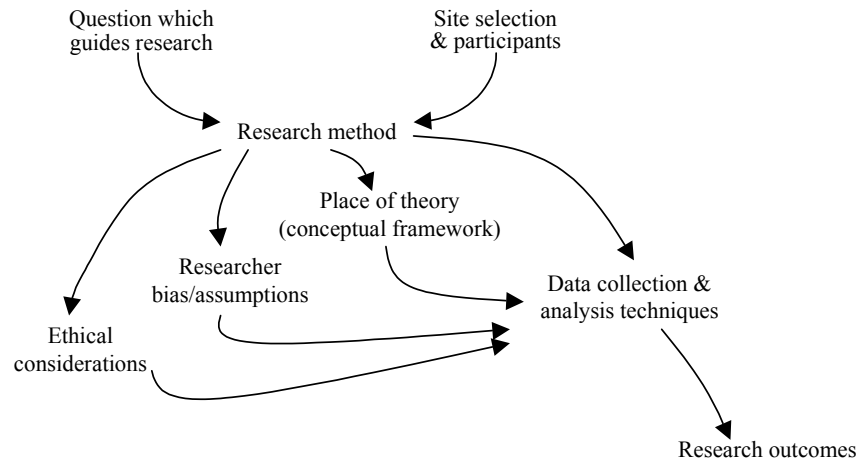 Question which
guides research
Site selection
& participants
Research method
Place of theory
(conceptual framework)
Researcher
bias/assumptions
Data collection &
analysis techniques
Ethical
considerations
Research outcomes